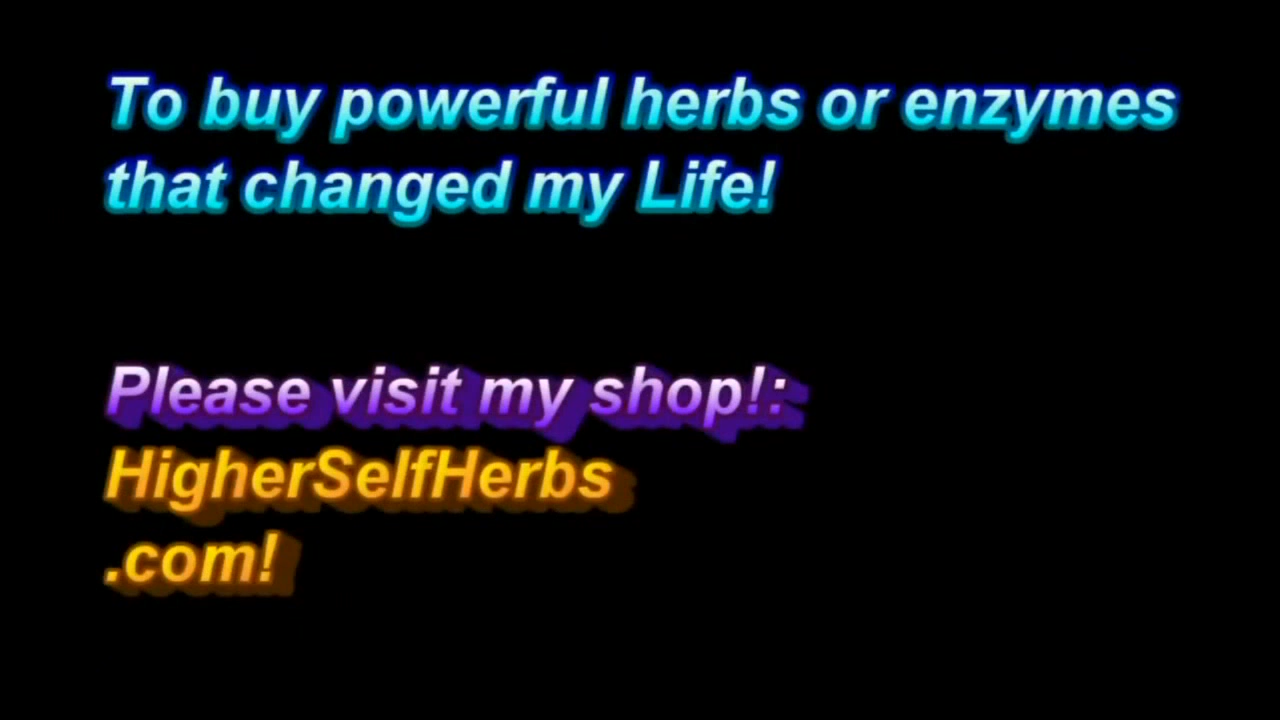 To buy powerful herbs or enzymes
that changed my Life!
Please visit my shop!:
HigherSelfHerbs
.com!